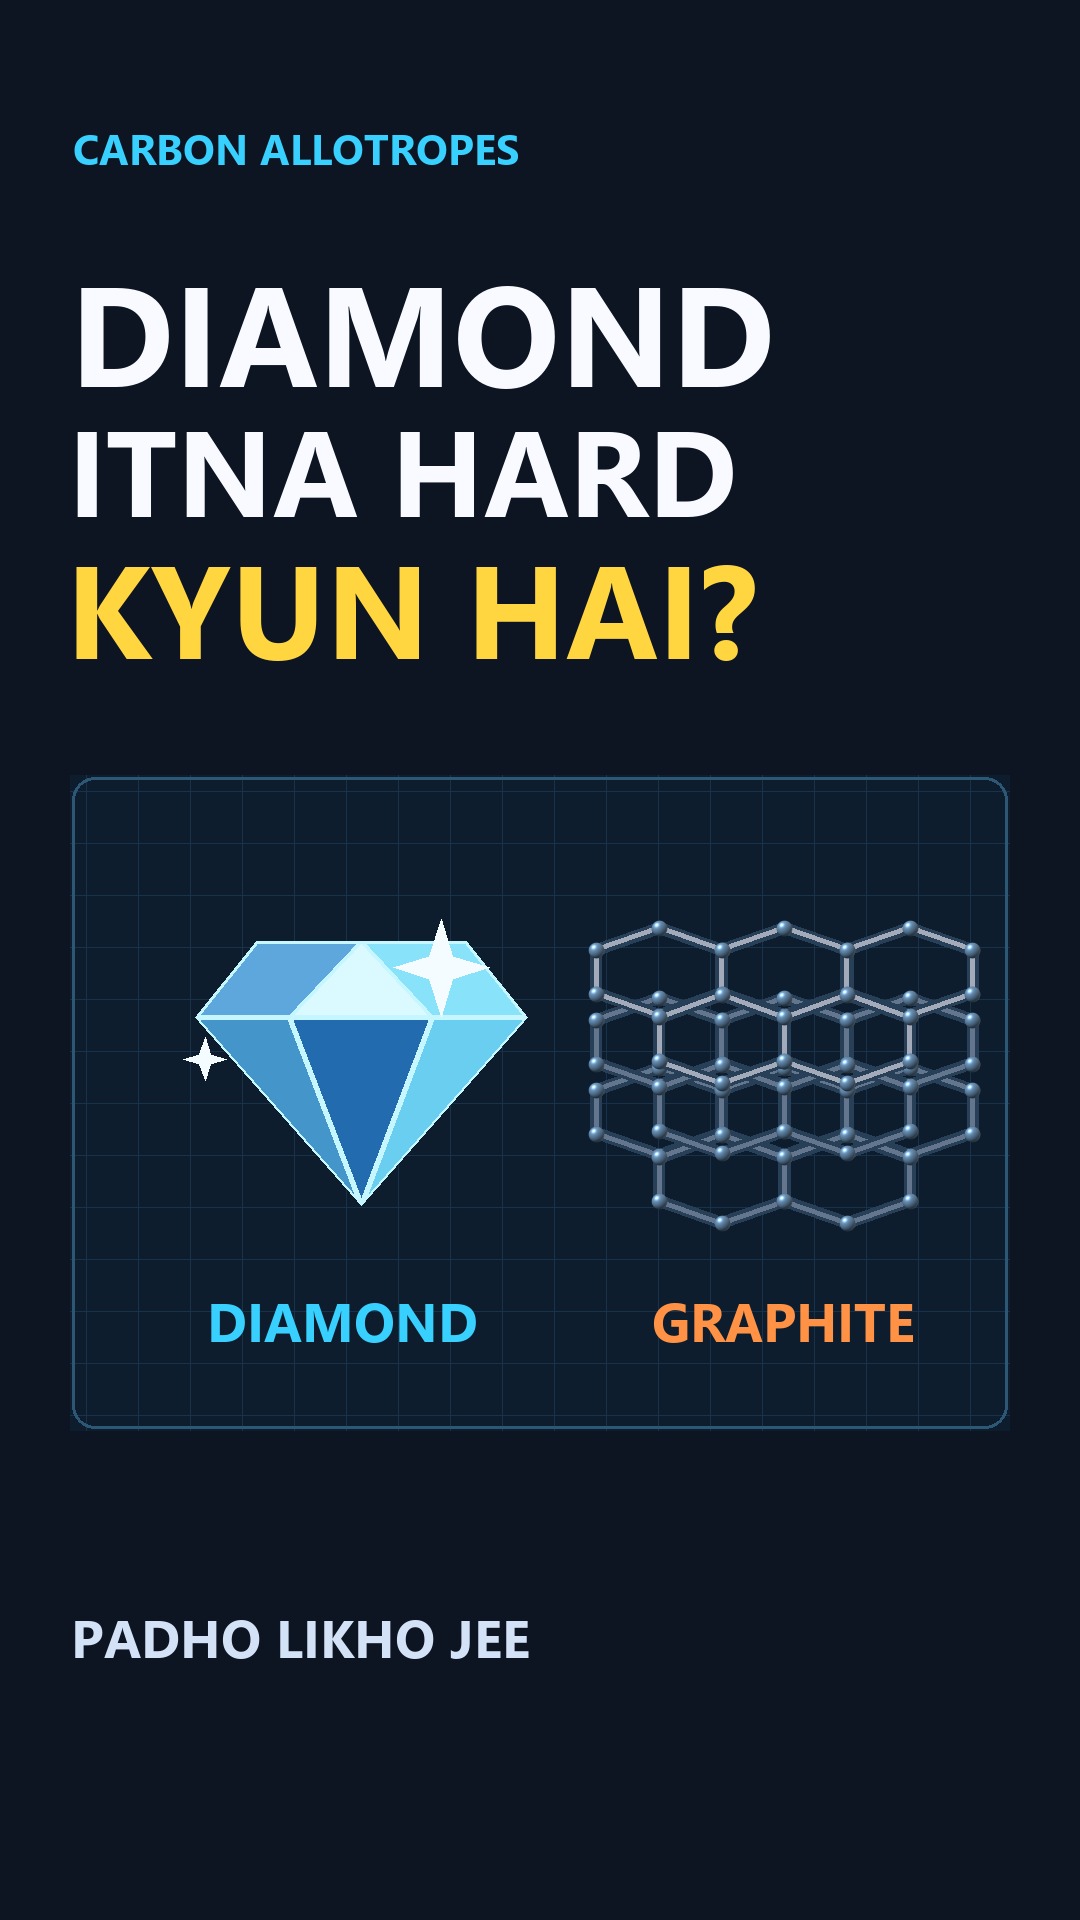 CARBON ALLOTROPES
DIAMOND
ITNA HARD
KYUN HAI?
DIAMOND
GRAPHITE
PADHO LIKHO JEE